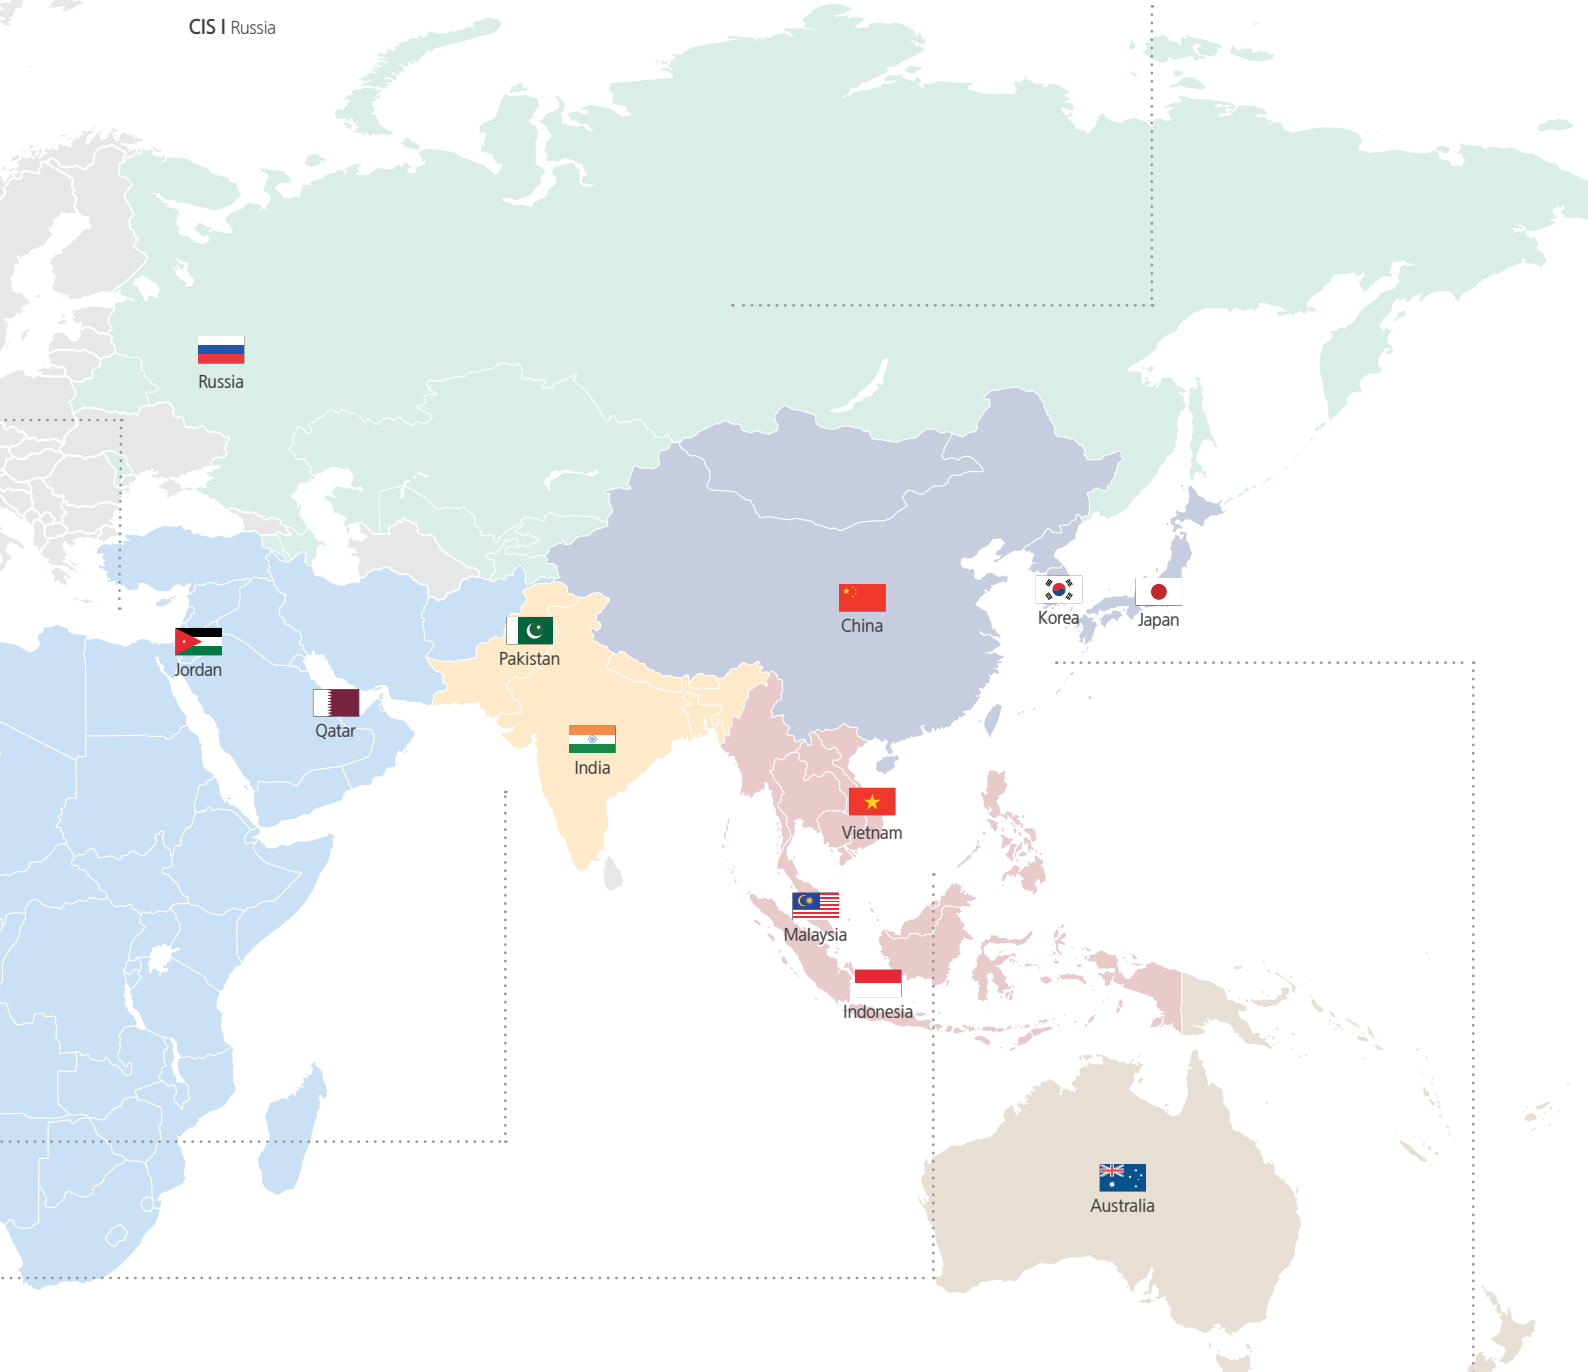 CIS I Russia
Russia
China
Korea
Japan
Pakistan
Jordan
Qatar
India
Vietnam
Malaysia
Indonesia
Australia